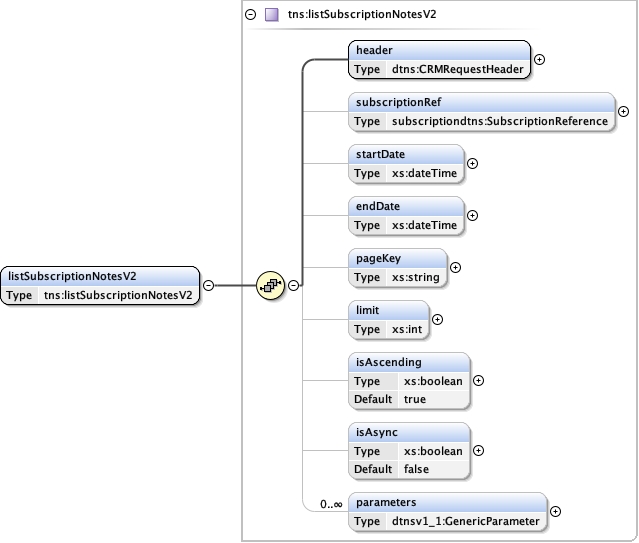 tns:listSubscriptionNotesV2
header
Type dtns:CRMRequestHeader
subscriptionRef
Type subscriptiondtns:SubscriptionReference
startDate
Type xs:dateTime
endDate
Type xs:dateTime
listSubscriptionNotesV2
Type tns:listSubscriptionNotesV2
pageKey
Type xs:string
limit
Type xs:int
isAscending
Type xs:boolean
Default true
isAsync
Type xs:boolean
Default false
0..∞
parameters
Type dtnsv1_1:GenericParameter